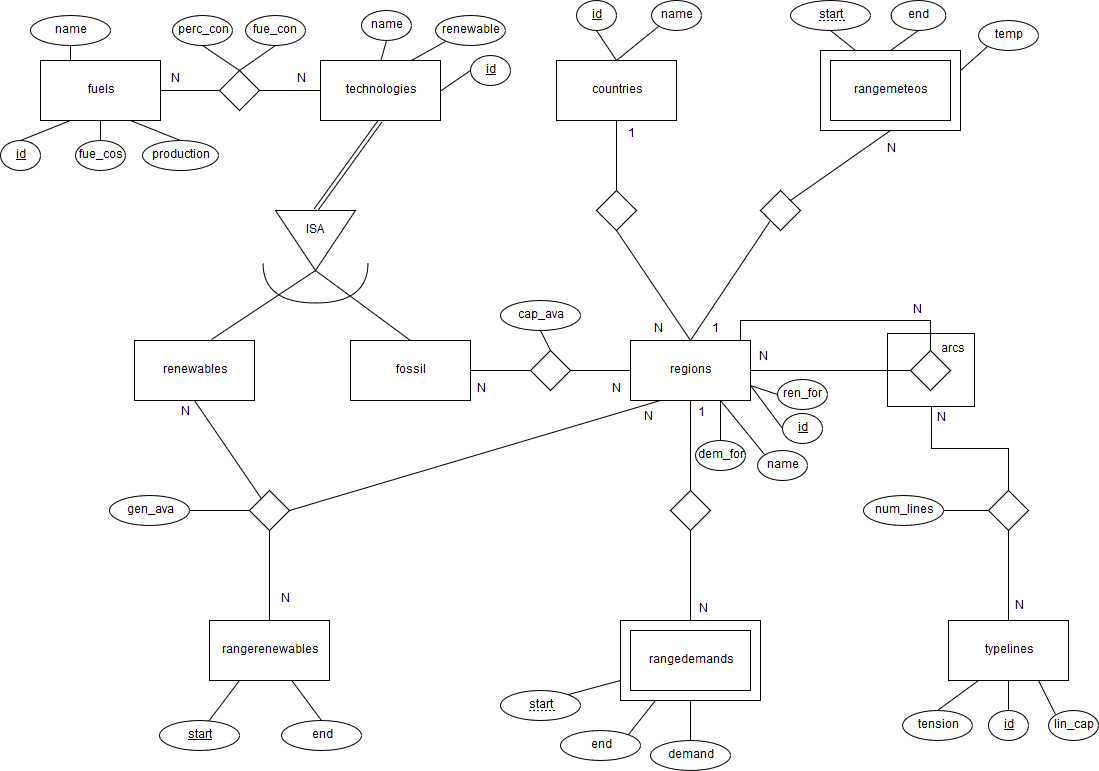 name
perc_con
fue_con
name
renewable
id
id
name
start
end
temp
fuels
N
N
technologies
countries
rangemeteos
id
fue_cos
production
1
N
ISA
cap_ava
N
1
N
arcs
renewables
fossil
N
N
regions
N
ren_for
id
N
N
1
N
dem_for
name
gen_ava
num_lines
N
N
N
rangerenewables
rangedemands
typelines
start
end
start
end
demand
tension
id
lin_cap